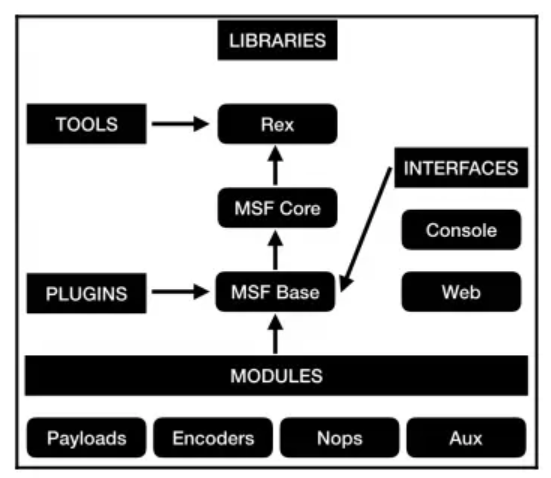 LIBRARIES
TOOLS
Rex
INTERFACES
MSF Core
Console
PLUGINS
MSF Base
Web
MODULES
Payloads
Encoders
Nops
Aux